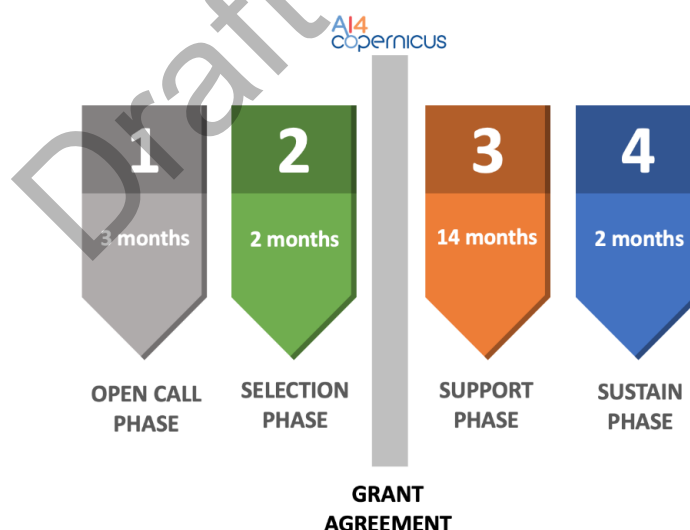 AI4
copernicus
Draft
1
2
3
4
3 months
2 months
14 months
2 months
OPEN CALL
PHASE
SELECTION
PHASE
SUPPORT
PHASE
SUSTAIN
PHASE
GRANT
AGREEMENT